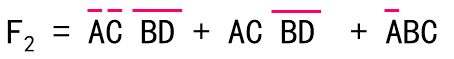 F₂ = A̅C̅ B̅D̅ + AC B̅D̅ + A̅BC